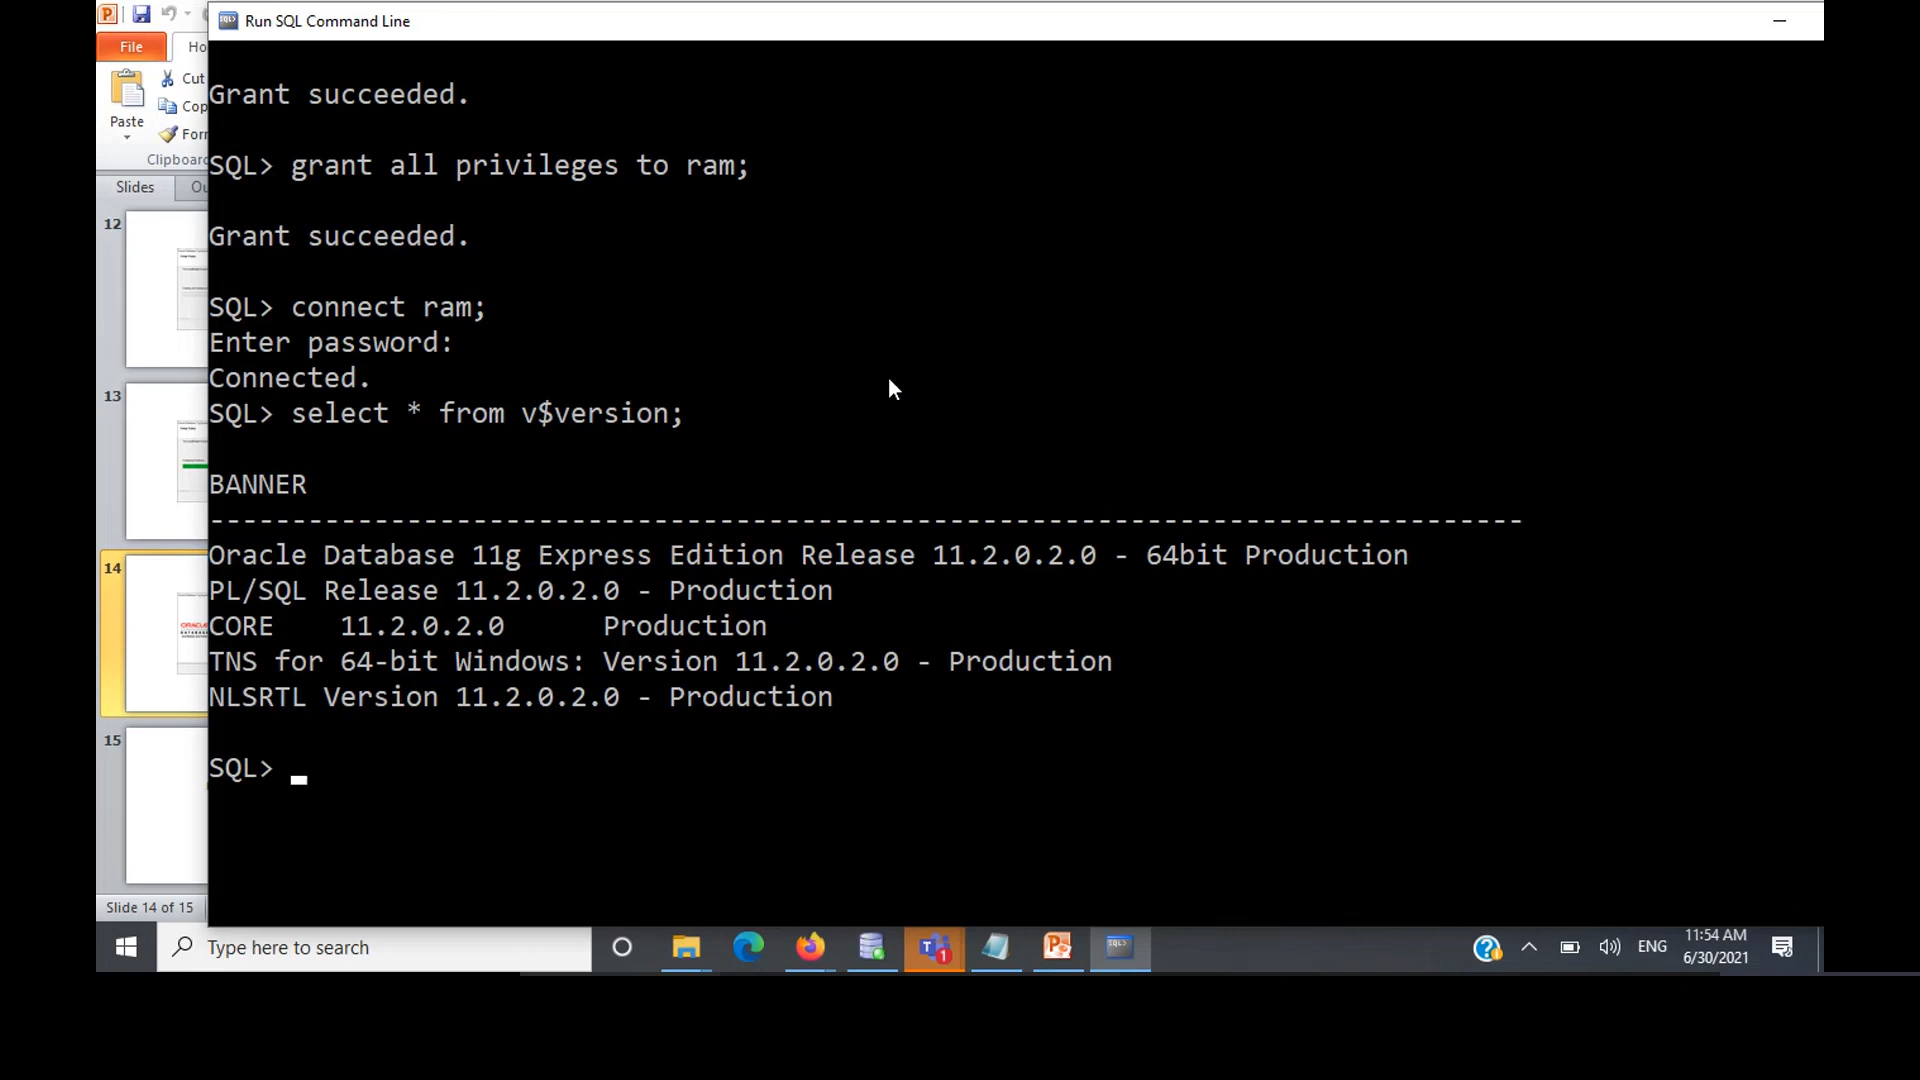 Run SQL Command Line
File
Ho
Cut
Cop
Paste
Form
Clipboard
Slides
Ou
12
13
14
15
Slide 14 of 15
Grant succeeded.
SQL> grant all privileges to ram;
Grant succeeded.
SQL> connect ram;
Enter password:
Connected.
SQL> select * from v$version;
BANNER
--------------------------------------------------------------------------------
Oracle Database 11g Express Edition Release 11.2.0.2.0 - 64bit Production
PL/SQL Release 11.2.0.2.0 - Production
CORE    11.2.0.2.0      Production
TNS for 64-bit Windows: Version 11.2.0.2.0 - Production
NLSRTL Version 11.2.0.2.0 - Production
SQL>
Type here to search
ENG
11:54 AM
6/30/2021